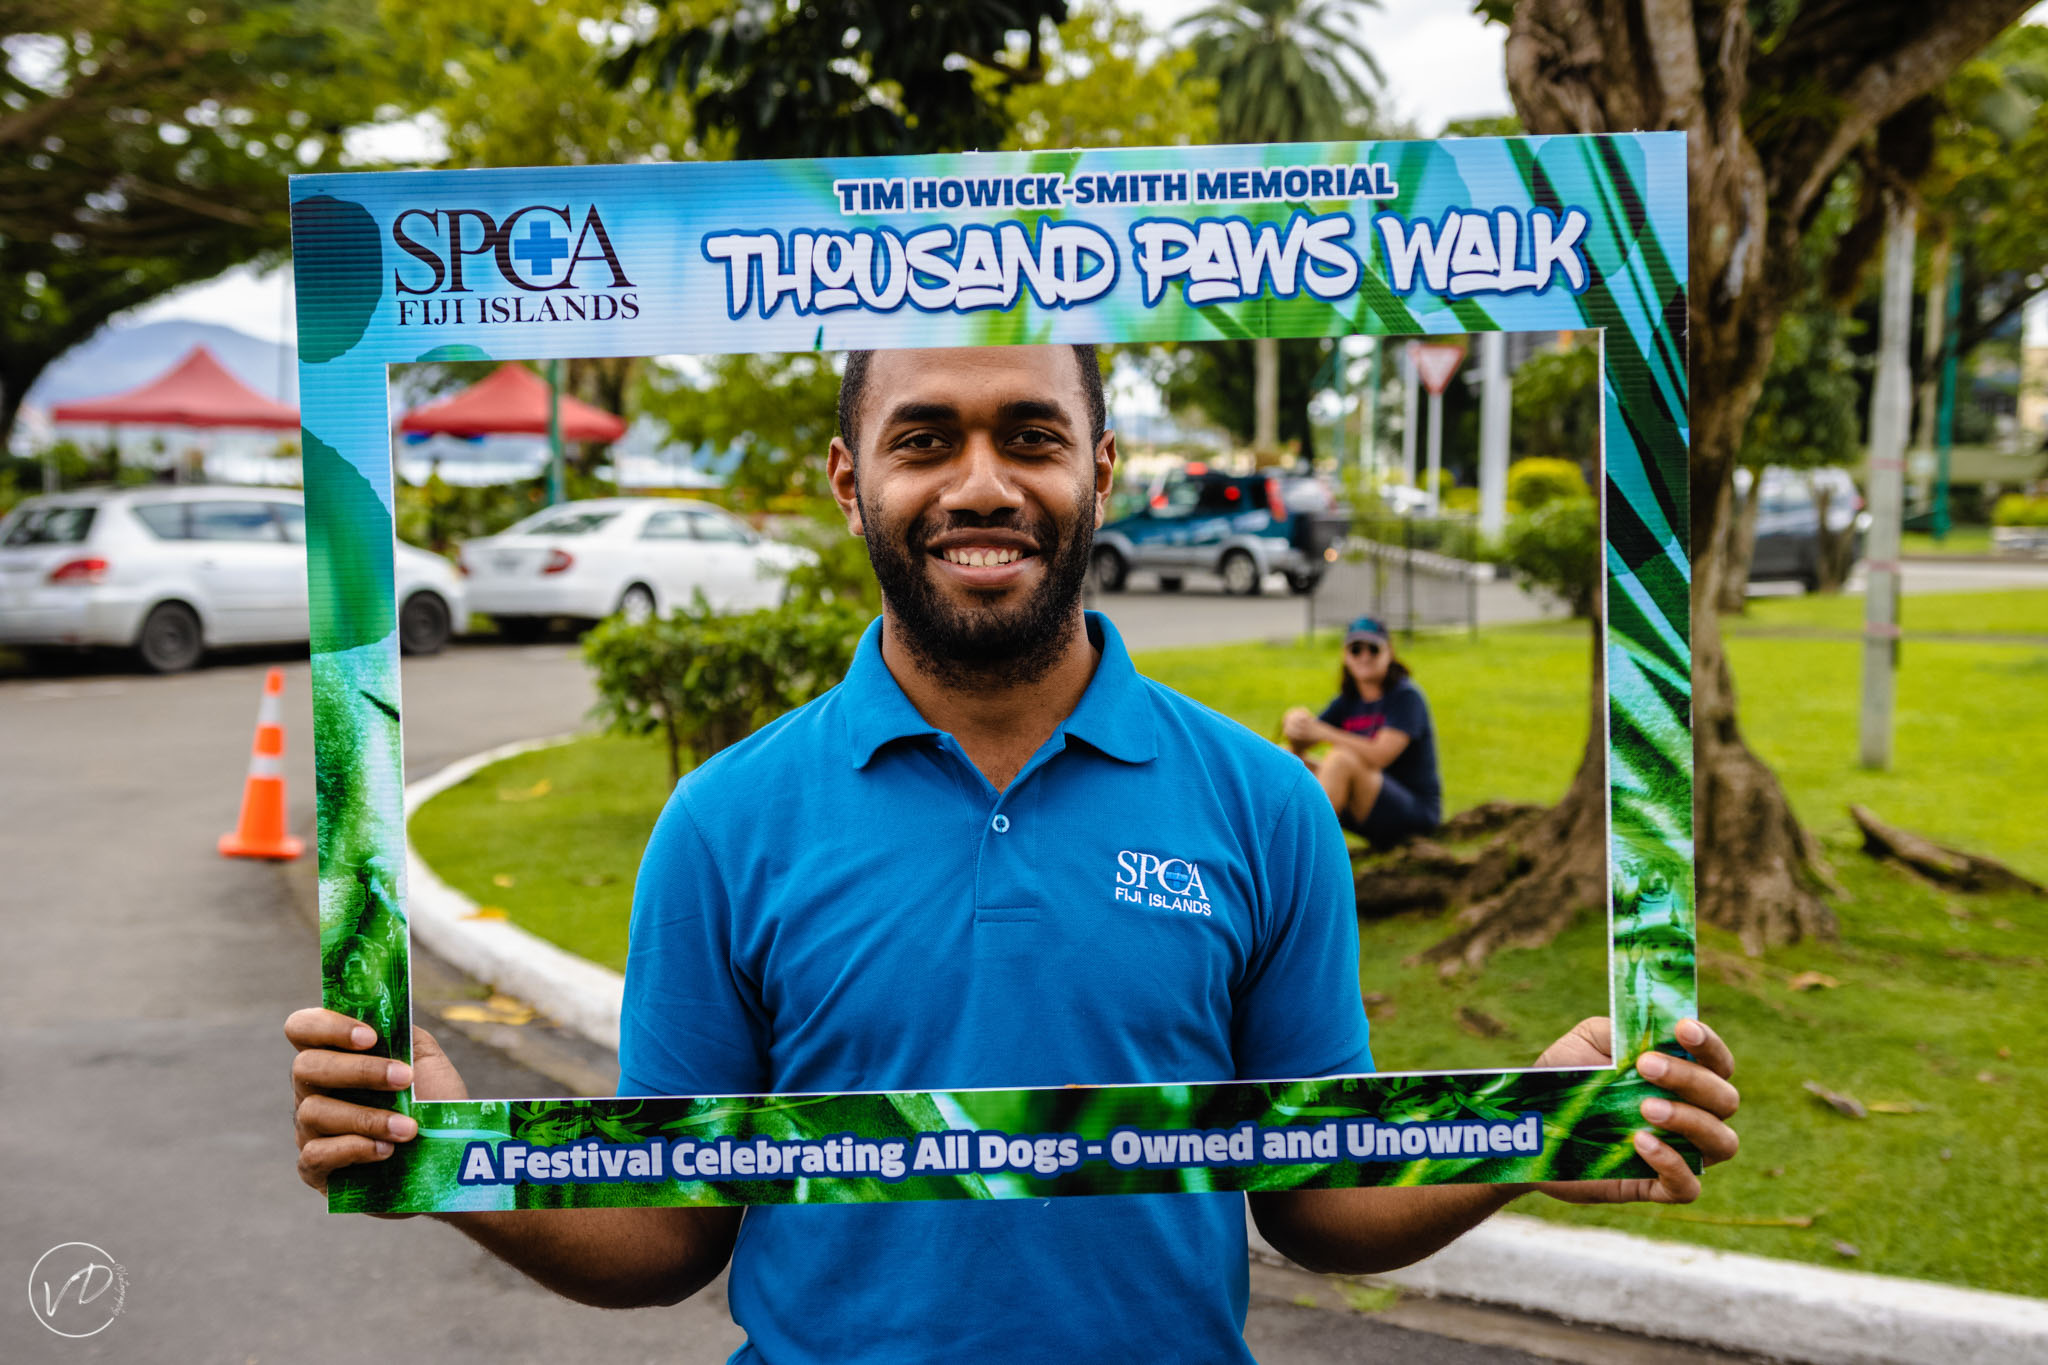 SPCA
FIJI ISLANDS
TIM HOWICK-SMITH MEMORIAL
THOUSAND PAWS WALK
SPCA
FIJI ISLANDS
A Festival Celebrating All Dogs - Owned and Unowned
VD